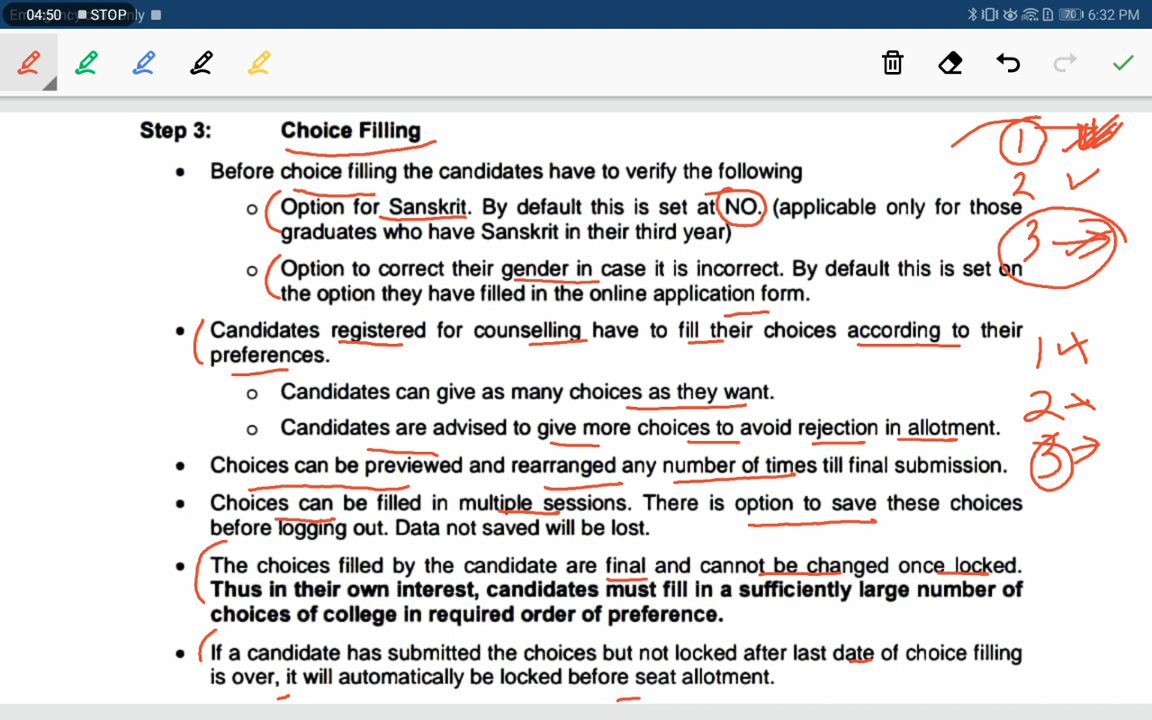 04:50 STOP ly 70 6:32 PM
Step 3: Choice Filling
• Before choice filling the candidates have to verify the following
o Option for Sanskrit. By default this is set at NO. (applicable only for those
graduates who have Sanskrit in their third year)
o Option to correct their gender in case it is incorrect. By default this is set on
the option they have filled in the online application form.
• Candidates registered for counselling have to fill their choices according to their
preferences.
o Candidates can give as many choices as they want.
o Candidates are advised to give more choices to avoid rejection in allotment.
• Choices can be previewed and rearranged any number of times till final submission.
• Choices can be filled in multiple sessions. There is option to save these choices
before logging out. Data not saved will be lost.
• The choices filled by the candidate are final and cannot be changed once locked.
Thus in their own interest, candidates must fill in a sufficiently large number of
choices of college in required order of preference.
• If a candidate has submitted the choices but not locked after last date of choice filling
is over, it will automatically be locked before seat allotment.
1
2
3
1
2
3